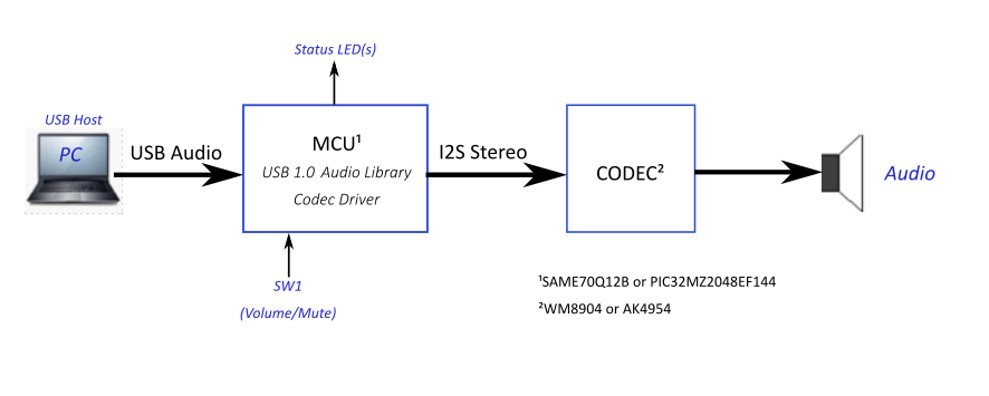 Status LED(s)
USB Host
PC
USB Audio
MCU¹
USB 1.0 Audio Library
Codec Driver
I2S Stereo
CODEC²
Audio
SW1
(Volume/Mute)
¹SAME70Q12B or PIC32MZ2048EF144
²WM8904 or AK4954